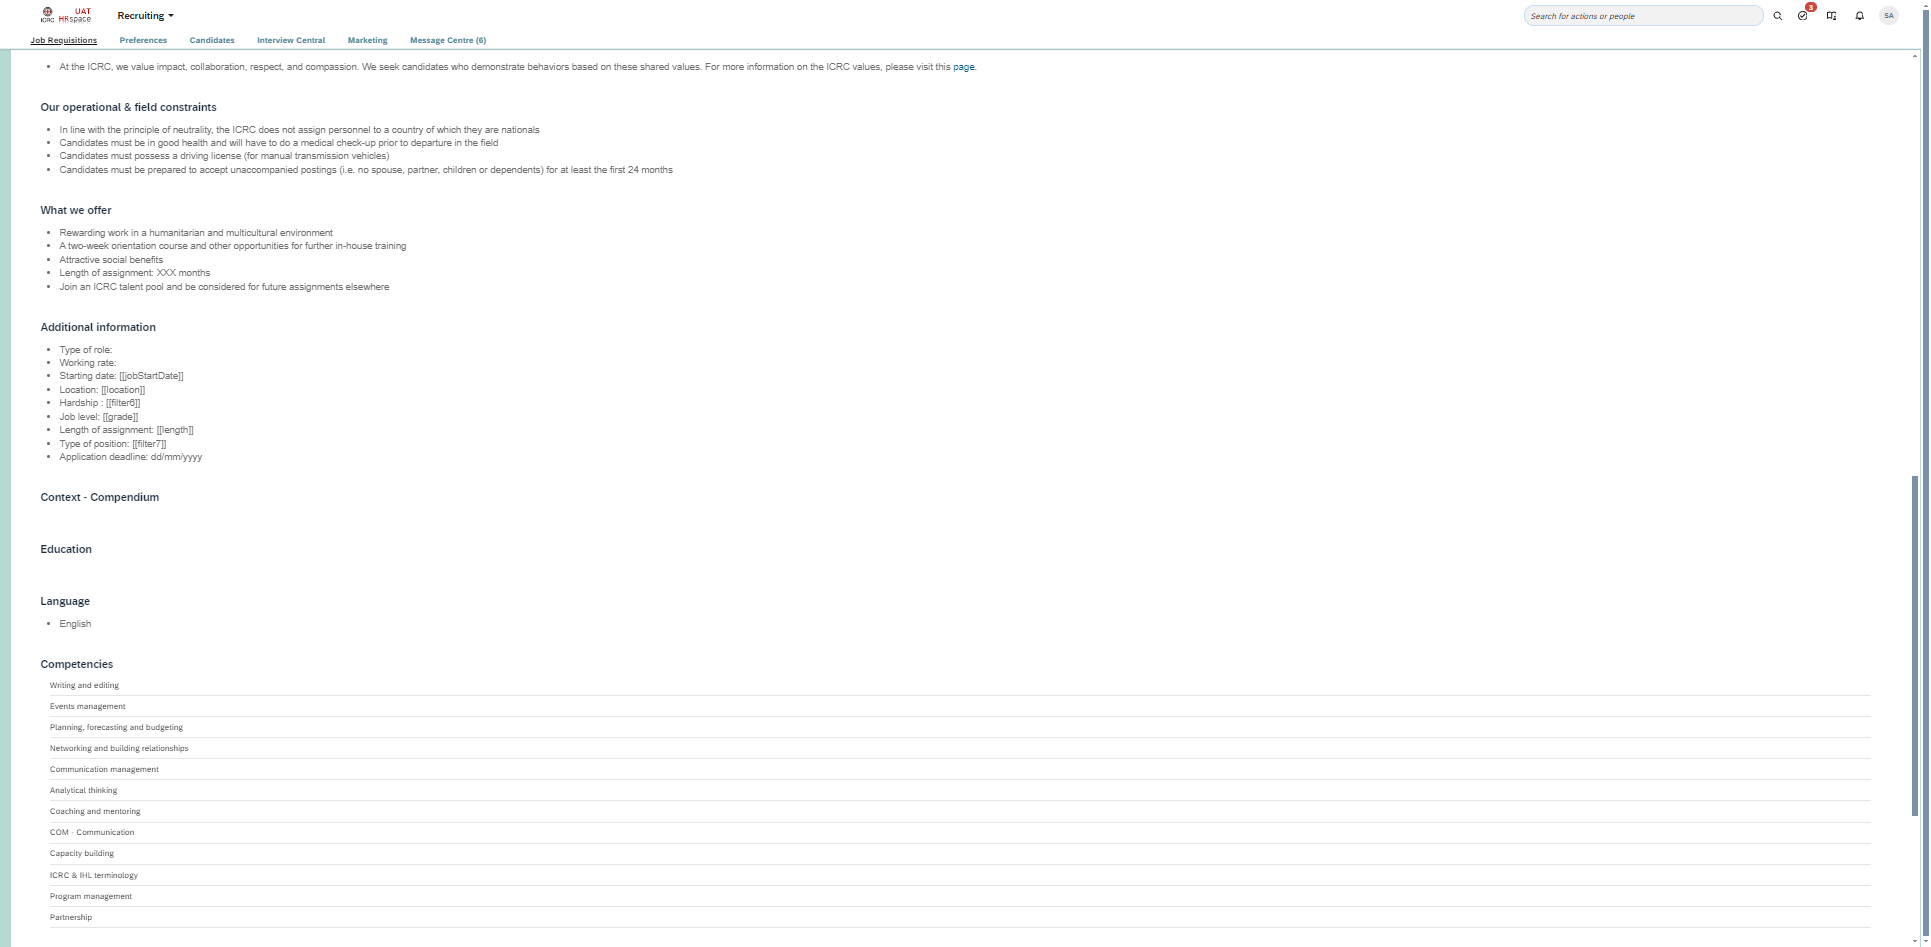 UAT
ICRC HRspace
Recruiting
Search for actions or people
3
SA
Job Requisitions
Preferences
Candidates
Interview Central
Marketing
Message Centre (6)
At the ICRC, we value impact, collaboration, respect, and compassion. We seek candidates who demonstrate behaviors based on these shared values. For more information on the ICRC values, please visit this page.
Our operational & field constraints
In line with the principle of neutrality, the ICRC does not assign personnel to a country of which they are nationals
Candidates must be in good health and will have to do a medical check-up prior to departure in the field
Candidates must possess a driving license (for manual transmission vehicles)
Candidates must be prepared to accept unaccompanied postings (i.e. no spouse, partner, children or dependents) for at least the first 24 months
What we offer
Rewarding work in a humanitarian and multicultural environment
A two-week orientation course and other opportunities for further in-house training
Attractive social benefits
Length of assignment: XXX months
Join an ICRC talent pool and be considered for future assignments elsewhere
Additional information
Type of role:
Working rate:
Starting date: [[jobStartDate]]
Location: [[location]]
Hardship : [[filter6]]
Job level: [[grade]]
Length of assignment: [[length]]
Type of position: [[filter7]]
Application deadline: dd/mm/yyyy
Context - Compendium
Education
Language
English
Competencies
Writing and editing
Events management
Planning, forecasting and budgeting
Networking and building relationships
Communication management
Analytical thinking
Coaching and mentoring
COM - Communication
Capacity building
ICRC & IHL terminology
Program management
Partnership